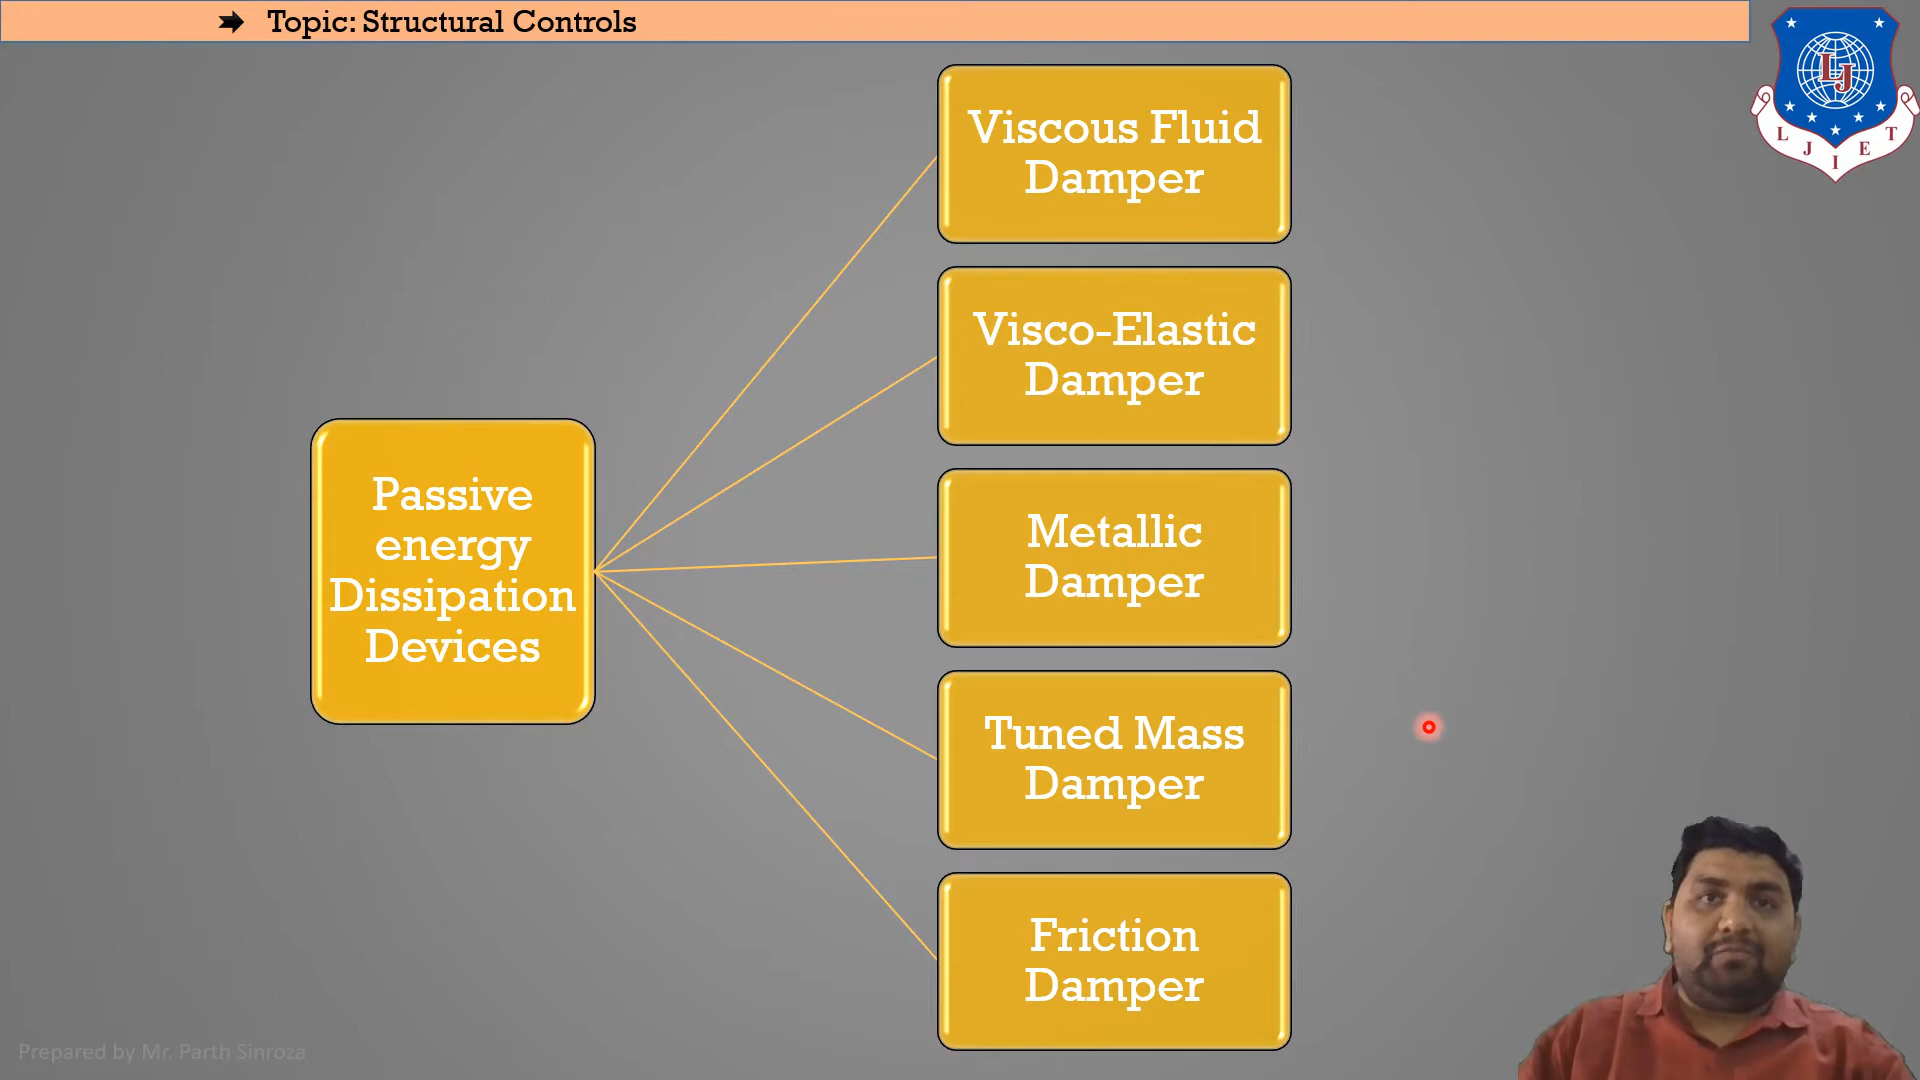 Topic: Structural Controls
Viscous Fluid
Damper
Visco-Elastic
Damper
Passive
energy
Dissipation
Devices
Metallic
Damper
Tuned Mass
Damper
Friction
Damper
LJ
L J I E T
Prepared by Mr. Parth Sinroza